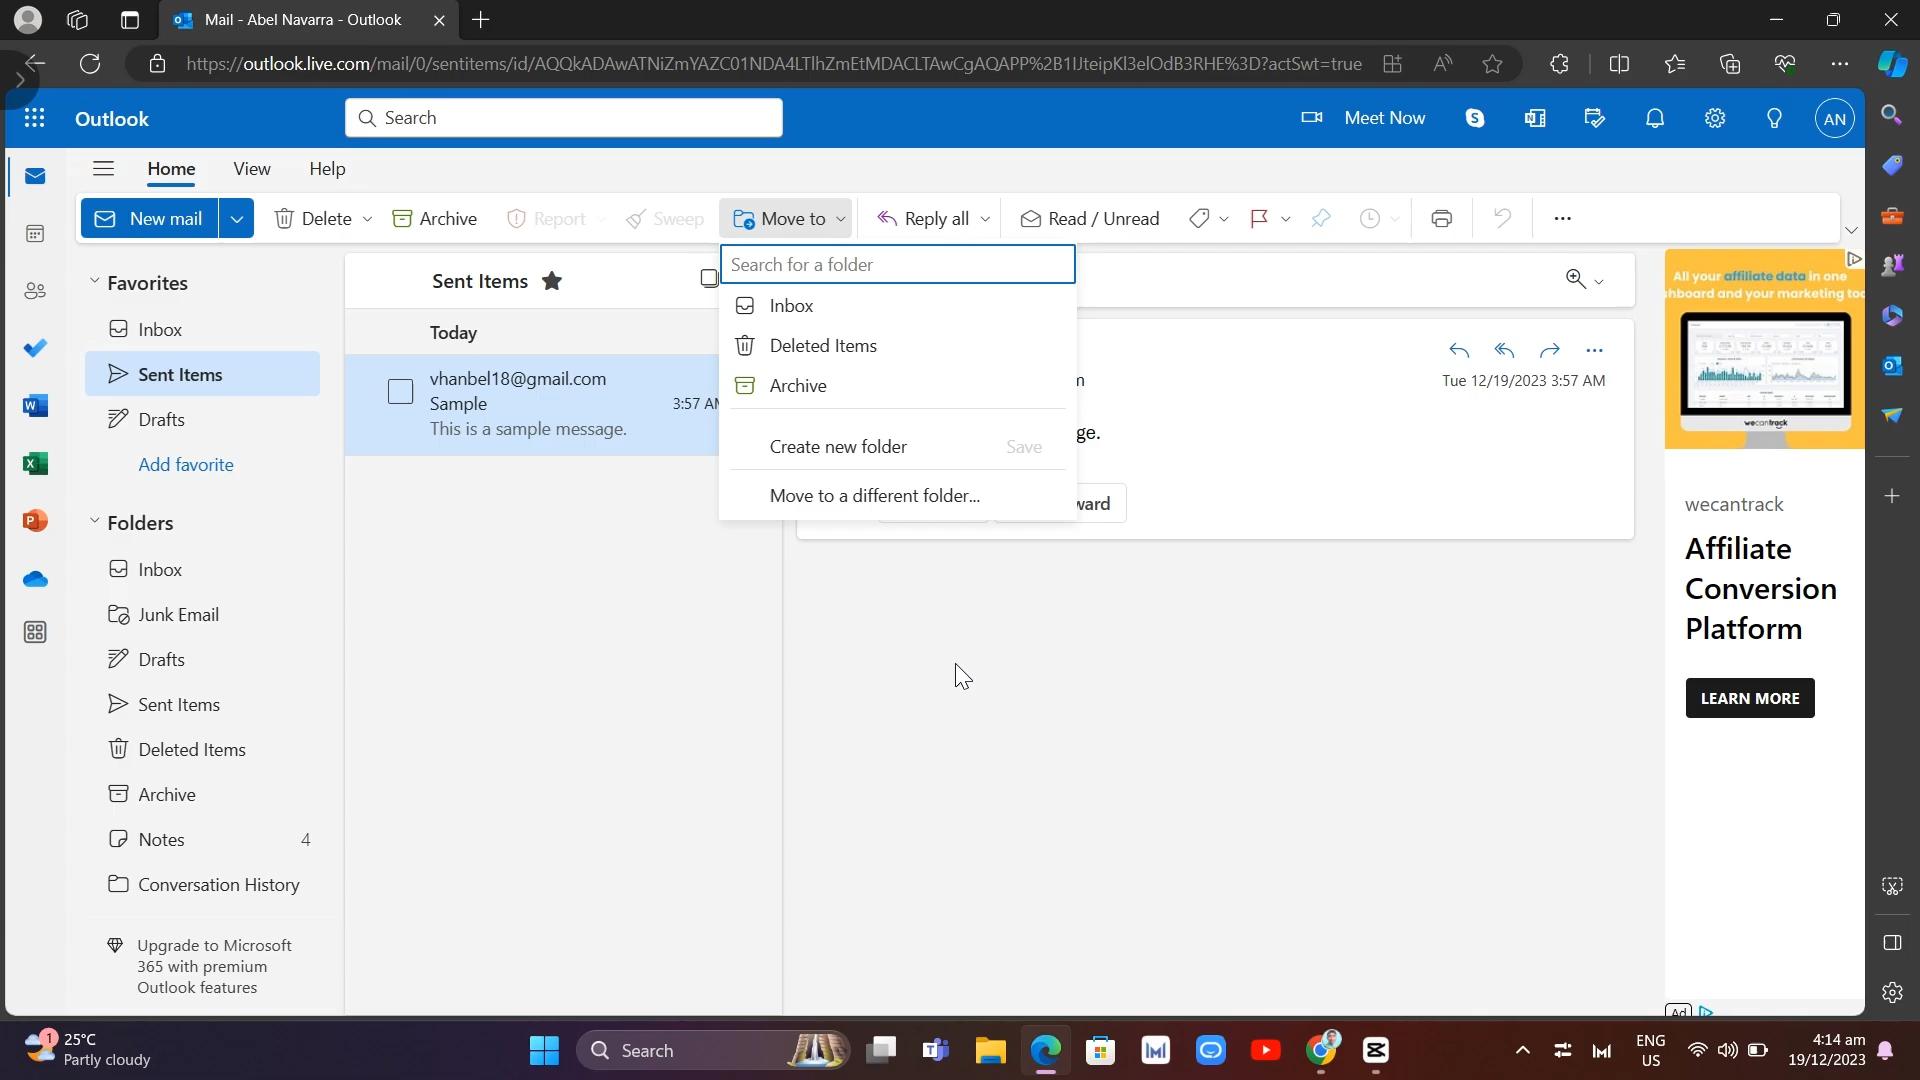 Mail - Abel Navarra - Outlook
https://outlook.live.com/mail/0/sentitems/id/AQQkADAwATNiZmYAZC01NDA4LTlhZmEtMDACLTAwCgAQAPP%2B1IJteipKl3elOdB3RHE%3D?actSwt=true
Outlook
Search
Meet Now
AN
Home
View
Help
New mail
Delete
Archive
Report
Sweep
Move to
Reply all
Read / Unread
Search for a folder
Inbox
Deleted Items
Archive
Create new folder
Save
Move to a different folder...
Favorites
Inbox
Sent Items
Drafts
Add favorite
Folders
Inbox
Junk Email
Drafts
Sent Items
Deleted Items
Archive
Notes 4
Conversation History
Upgrade to Microsoft
365 with premium
Outlook features
Sent Items
Today
vhanbel18@gmail.com
Sample
3:57 AM
This is a sample message.
m
Tue 12/19/2023 3:57 AM
ge.
ward
All your affiliate data in one
hboard and your marketing too
wecantrack
wecantrack
Affiliate
Conversion
Platform
LEARN MORE
Ad
1
25°C
Partly cloudy
Search
ENG
US
4:14 am
19/12/2023